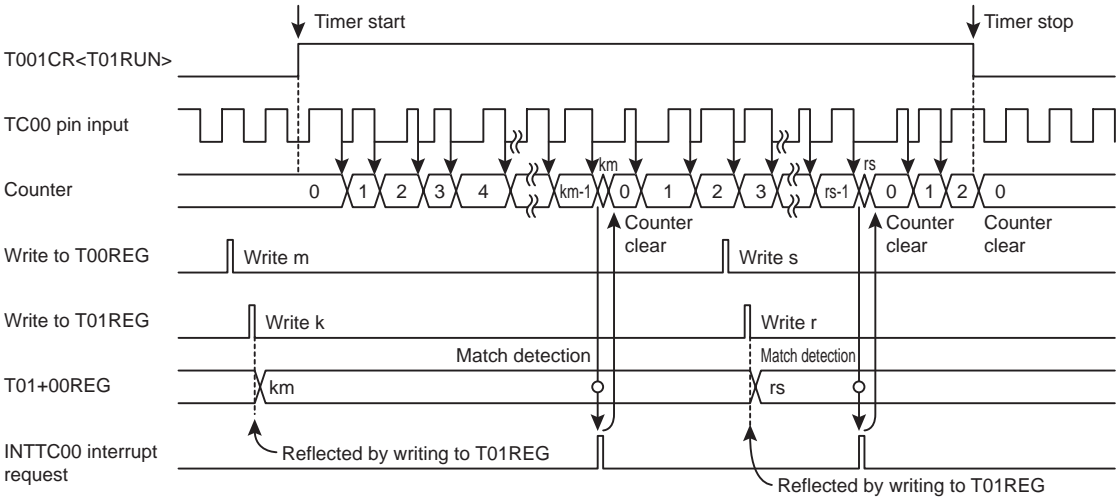 Timer start
Timer stop
T001CR<T01RUN>
TC00 pin input
km
rs
Counter
0 1 2 3 4 km-1 0 1 2 3 rs-1 0 1 2 0
Counter clear
Counter clear
Counter clear
Write to T00REG
Write m
Write s
Write to T01REG
Write k
Write r
Match detection
Match detection
T01+00REG
km
rs
INTTC00 interrupt
request
Reflected by writing to T01REG
Reflected by writing to T01REG